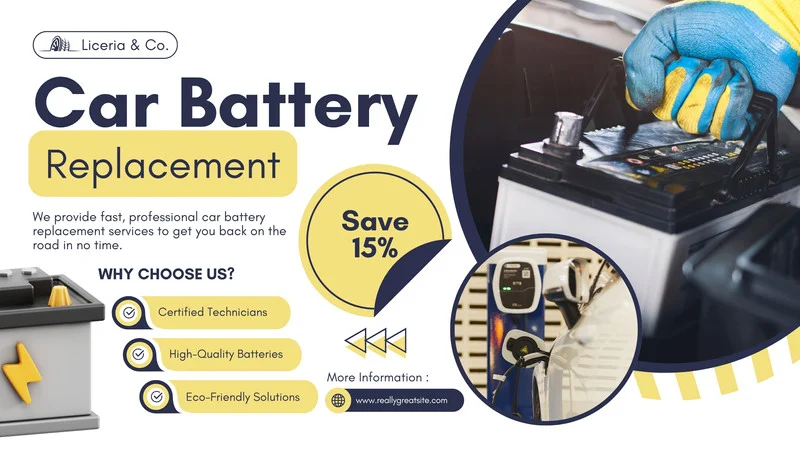 Liceria & Co.
Car Battery
Replacement
We provide fast, professional car battery
replacement services to get you back on the
road in no time.
Save
15%
WHY CHOOSE US?
Certified Technicians
High-Quality Batteries
Eco-Friendly Solutions
More Information :
www.reallygreatsite.com